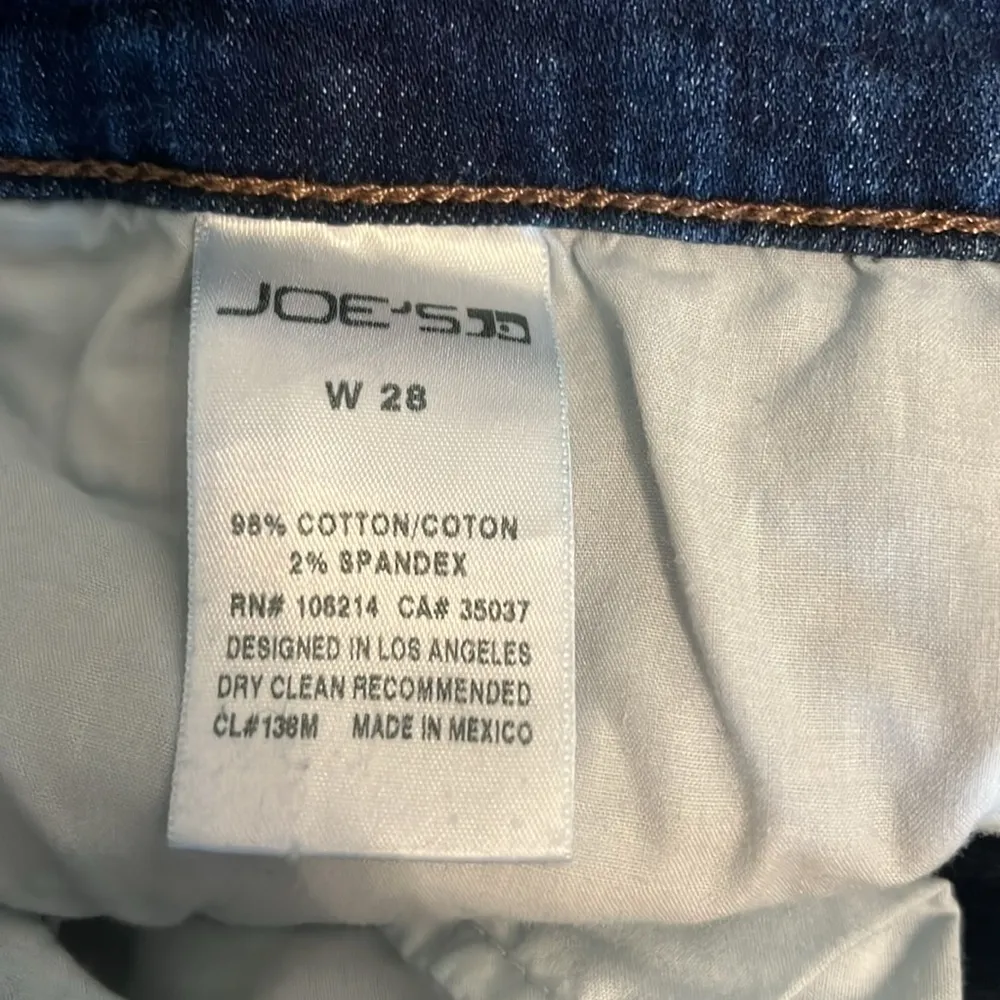 JOE'S
W 28
98% COTTON/COTON
2% SPANDEX
RN# 106214 CA# 35037
DESIGNED IN LOS ANGELES
DRY CLEAN RECOMMENDED
CL#136M MADE IN MEXICO